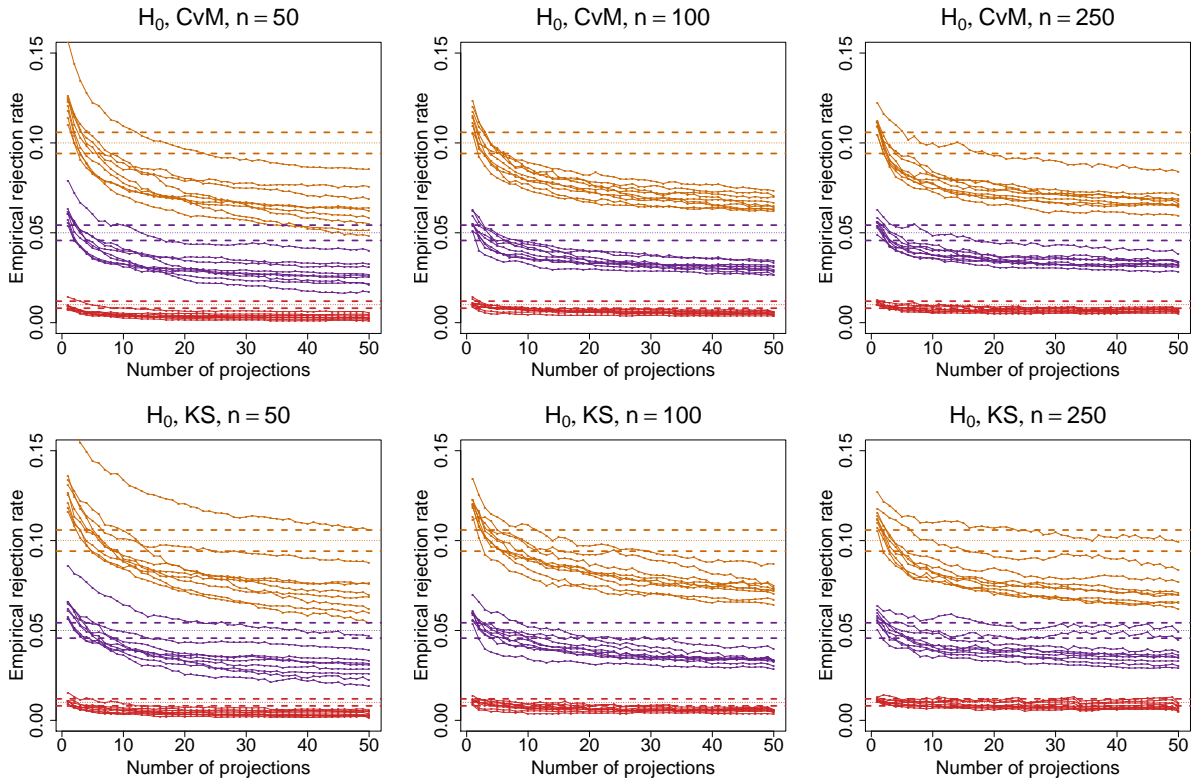 H₀, CvM, n = 50
Empirical rejection rate
0.00 0.05 0.10 0.15
0 10 20 30 40 50
Number of projections
H₀, CvM, n = 100
Empirical rejection rate
0.00 0.05 0.10 0.15
0 10 20 30 40 50
Number of projections
H₀, CvM, n = 250
Empirical rejection rate
0.00 0.05 0.10 0.15
0 10 20 30 40 50
Number of projections
H₀, KS, n = 50
Empirical rejection rate
0.00 0.05 0.10 0.15
0 10 20 30 40 50
Number of projections
H₀, KS, n = 100
Empirical rejection rate
0.00 0.05 0.10 0.15
0 10 20 30 40 50
Number of projections
H₀, KS, n = 250
Empirical rejection rate
0.00 0.05 0.10 0.15
0 10 20 30 40 50
Number of projections